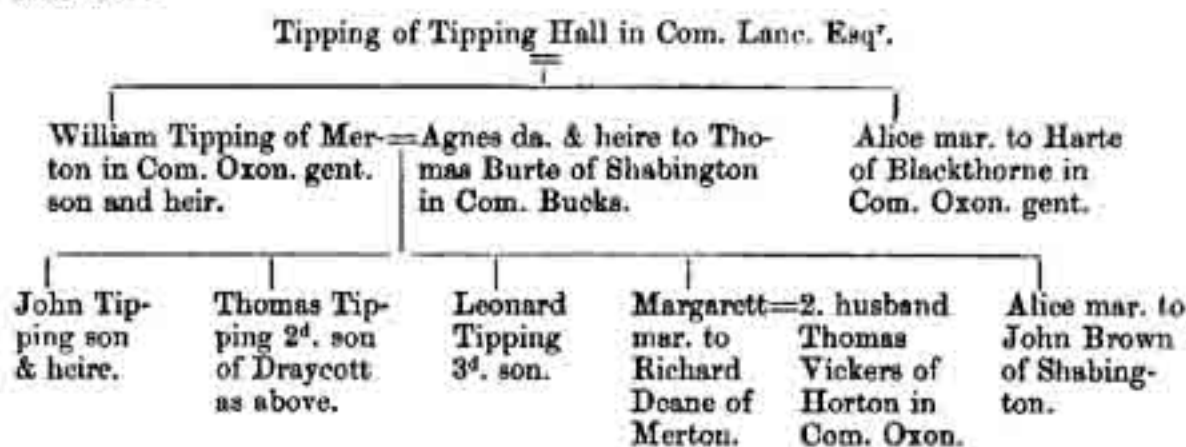 Tipping of Tipping Hall in Com. Lanc. Esqr.
William Tipping of Mer-
ton in Com. Oxon. gent.
son and heir.
Agnes da. & heire to Tho-
mas Burte of Shabington
in Com. Bucks.
Alice mar. to Harte
of Blackthorne in
Com. Oxon. gent.
John Tip-
ping son
& heire.
Thomas Tip-
ping 2d. son
of Draycott
as above.
Leonard
Tipping
3d. son.
Margarett
mar. to
Richard
Deane of
Merton.
2. husband
Thomas
Vickers of
Horton in
Com. Oxon.
Alice mar. to
John Brown
of Shabing-
ton.